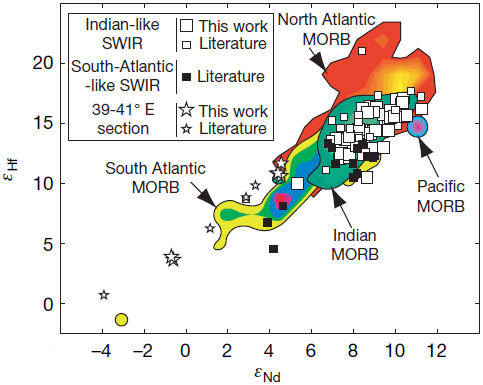 Indian-like
SWIR
This work
Literature
South-Atlantic
-like SWIR
Literature
39-41° E
section
This work
Literature
North Atlantic
MORB
South Atlantic
MORB
Pacific
MORB
Indian
MORB
20
15
10
5
0
εHf
-4 -2 0 2 4 6 8 10 12
εNd